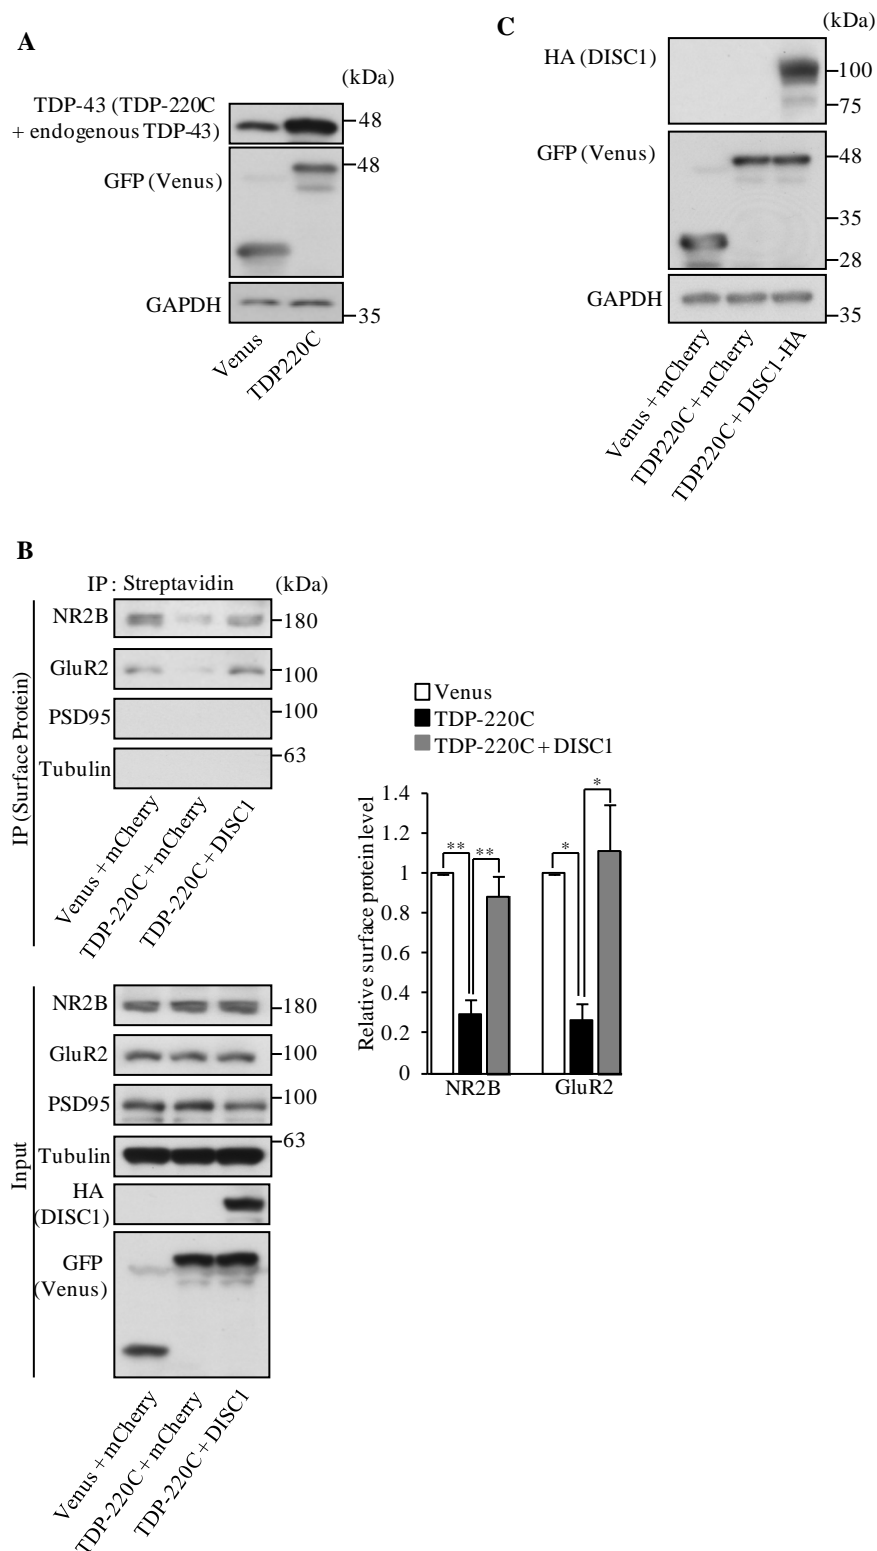 A
(kDa)
TDP-43 (TDP-220C
+ endogenous TDP-43)
48
GFP (Venus)
48
GAPDH
35
Venus
TDP220C
C
(kDa)
HA (DISC1)
100
75
GFP (Venus)
48
35
28
GAPDH
35
Venus + mCherry
TDP220C + mCherry
TDP220C + DISC1-HA
B
IP : Streptavidin
(kDa)
IP (Surface Protein)
NR2B
180
GluR2
100
PSD95
100
Tubulin
63
Venus + mCherry
TDP-220C + mCherry
TDP-220C + DISC1
Input
NR2B
180
GluR2
100
PSD95
100
Tubulin
63
HA
(DISC1)
GFP
(Venus)
Venus + mCherry
TDP-220C + mCherry
TDP-220C + DISC1
Venus
TDP-220C
TDP-220C + DISC1
Relative surface protein level
1.4
1.2
1
0.8
0.6
0.4
0.2
0
** **
* *
NR2B
GluR2